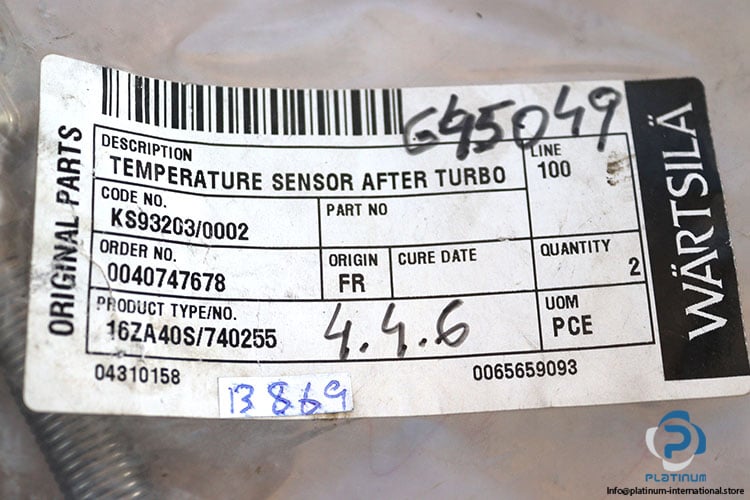 G45049
DESCRIPTION
TEMPERATURE SENSOR AFTER TURBO
LINE
100
CODE NO.
KS93203/0002
PART NO
ORDER NO.
0040747678
ORIGIN
FR
CURE DATE
QUANTITY
2
PRODUCT TYPE/NO.
16ZA40S/740255
4.4.6
UOM
PCE
04310158
13869
0065659093
ORIGINAL PARTS
WÄRTSILÄ
PLATINUM
Info@platinum-international.store